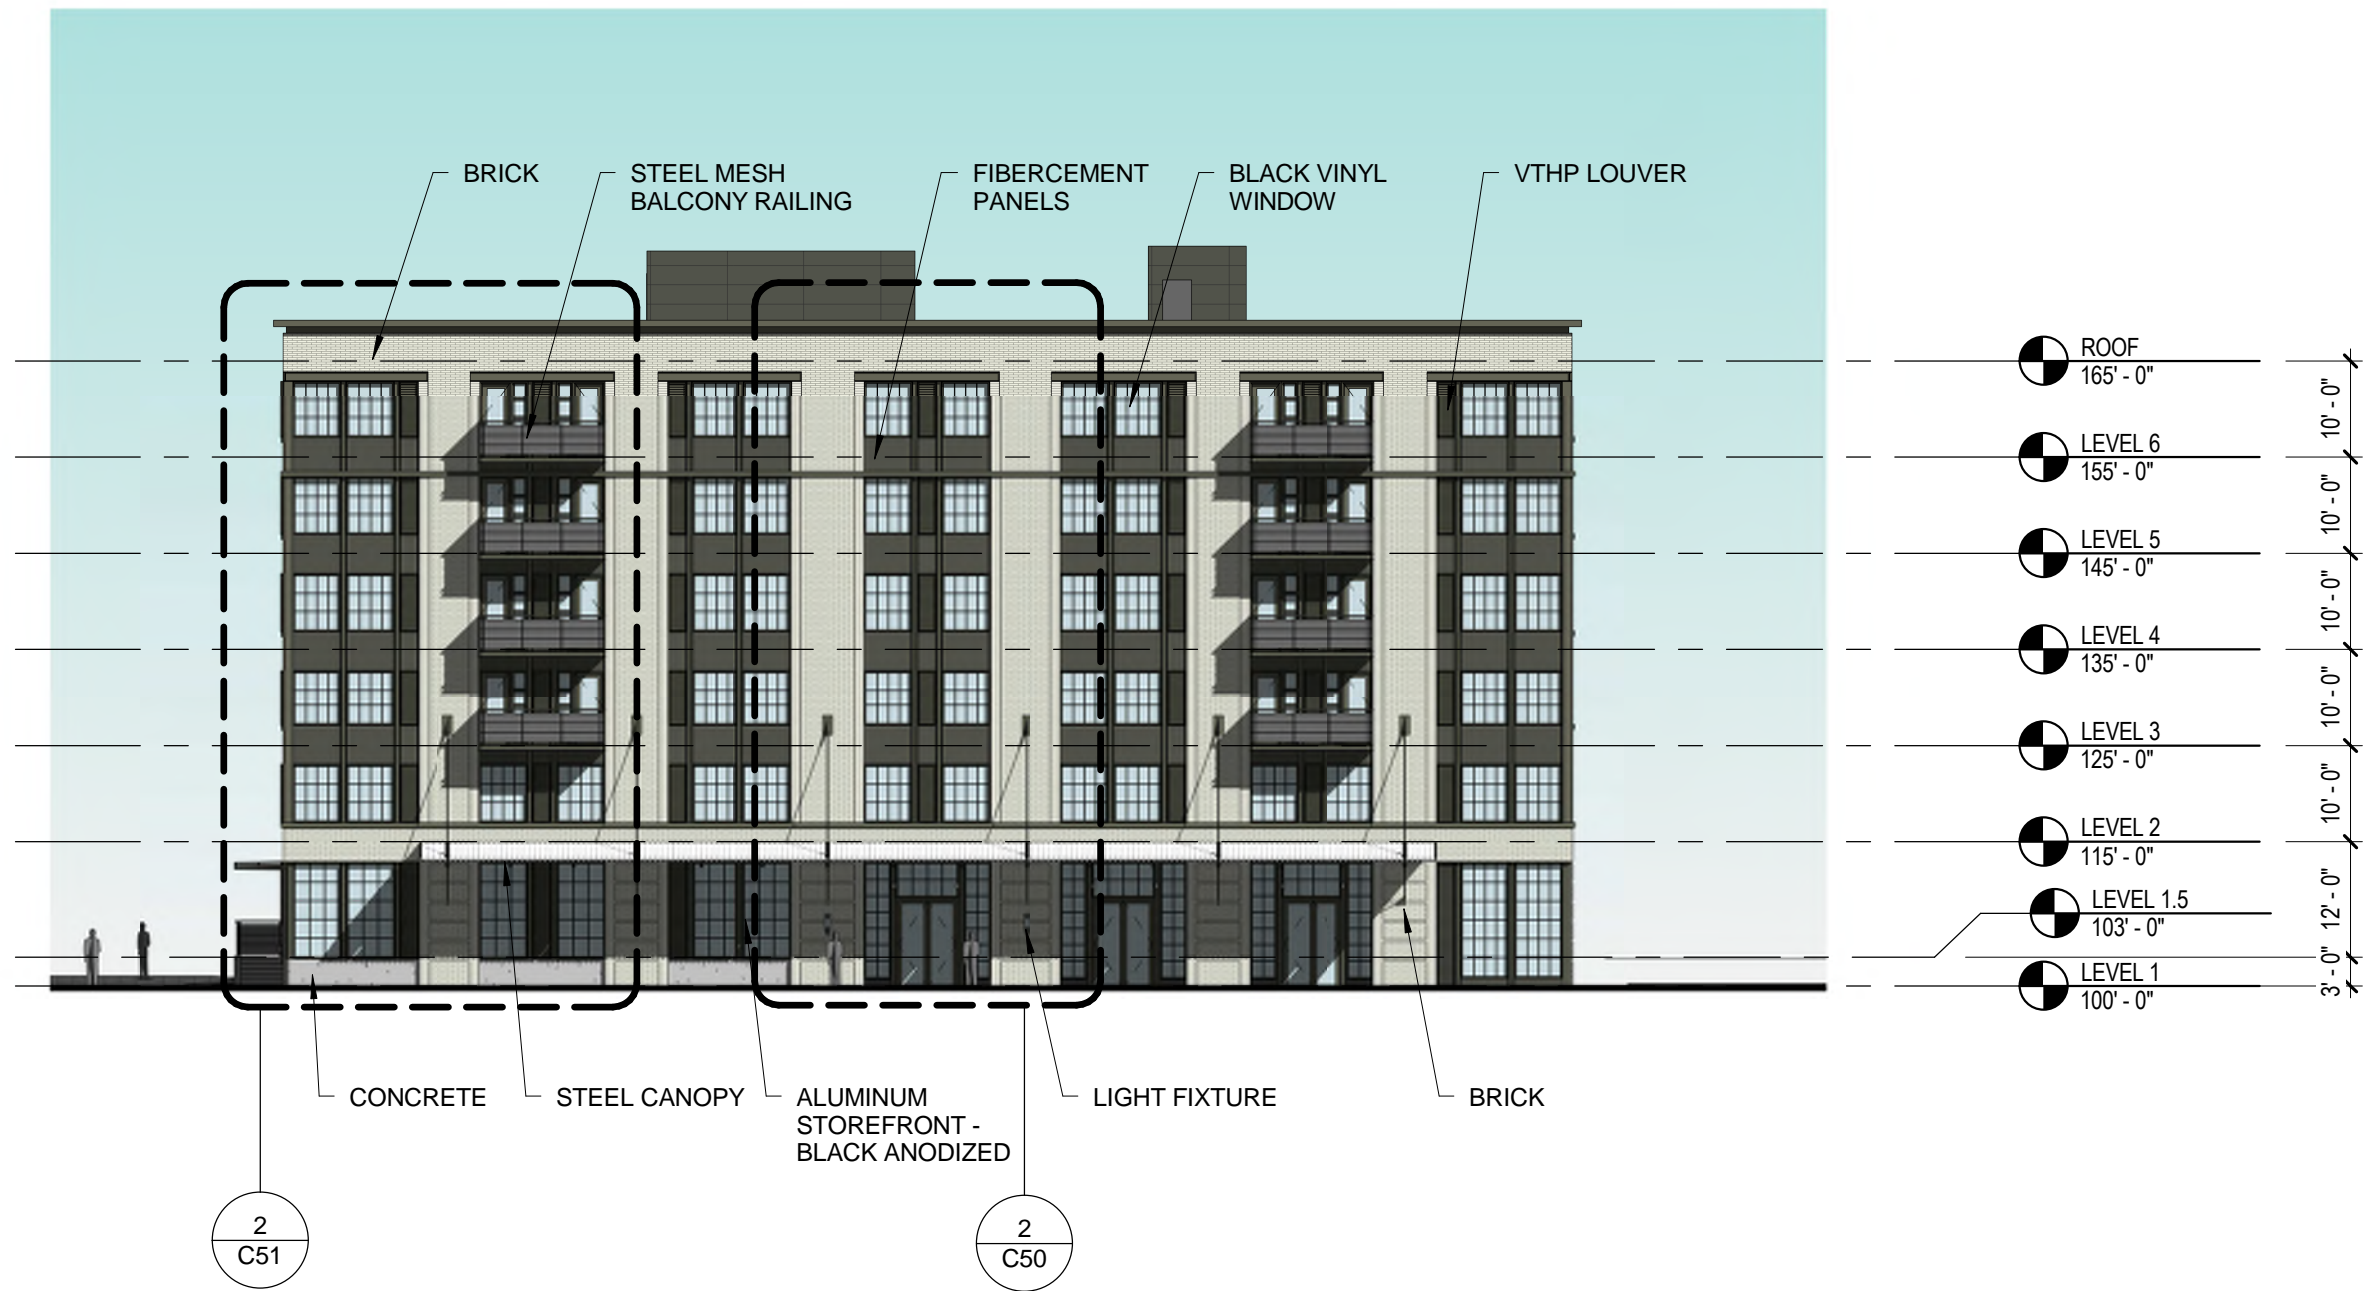 BRICK
STEEL MESH
BALCONY RAILING
FIBERCEMENT
PANELS
BLACK VINYL
WINDOW
VTHP LOUVER
ROOF
165' - 0"
10' - 0"
LEVEL 6
155' - 0"
10' - 0"
LEVEL 5
145' - 0"
10' - 0"
LEVEL 4
135' - 0"
10' - 0"
LEVEL 3
125' - 0"
10' - 0"
LEVEL 2
115' - 0"
12' - 0"
LEVEL 1.5
103' - 0"
3' - 0"
LEVEL 1
100' - 0"
CONCRETE
STEEL CANOPY
ALUMINUM
STOREFRONT -
BLACK ANODIZED
LIGHT FIXTURE
BRICK
2
C51
2
C50